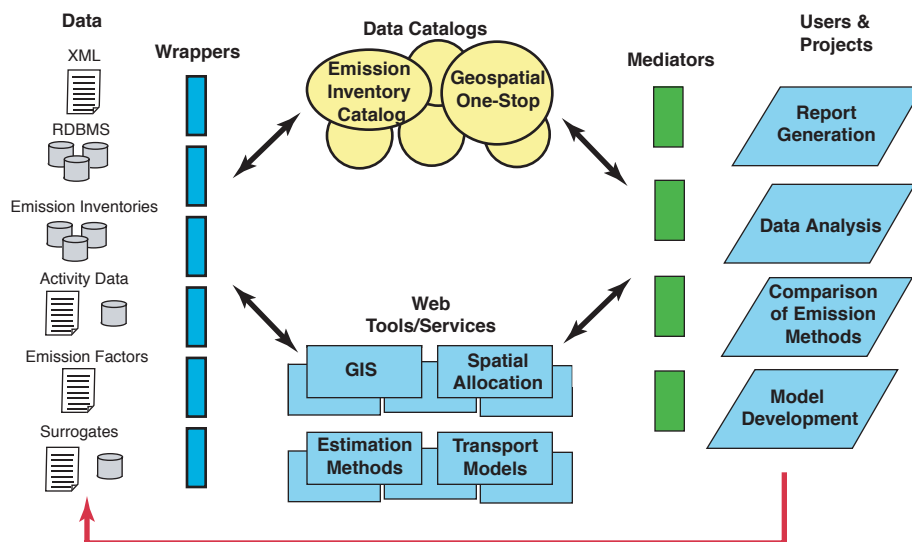 Data
XML
RDBMS
Emission Inventories
Activity Data
Emission Factors
Surrogates
Wrappers
Data Catalogs
Emission
Inventory
Catalog
Geospatial
One-Stop
Web
Tools/Services
GIS
Spatial
Allocation
Estimation
Methods
Transport
Models
Mediators
Users &
Projects
Report
Generation
Data Analysis
Comparison
of Emission
Methods
Model
Development